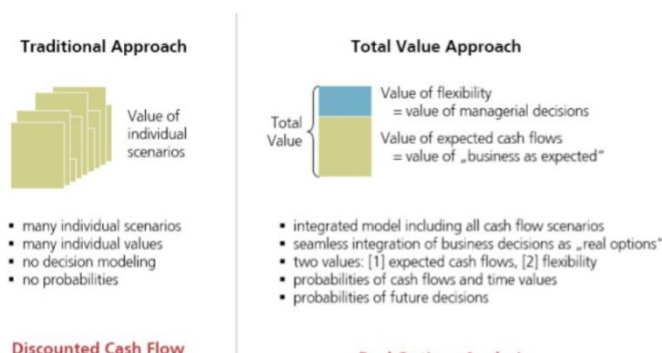 Traditional Approach
Value of
individual
scenarios
▪ many individual scenarios
▪ many individual values
▪ no decision modeling
▪ no probabilities
Discounted Cash Flow
Total Value Approach
Total
Value
Value of flexibility
= value of managerial decisions
Value of expected cash flows
= value of „business as expected"
▪ integrated model including all cash flow scenarios
▪ seamless integration of business decisions as „real options"
▪ two values: [1] expected cash flows, [2] flexibility
▪ probabilities of cash flows and time values
▪ probabilities of future decisions